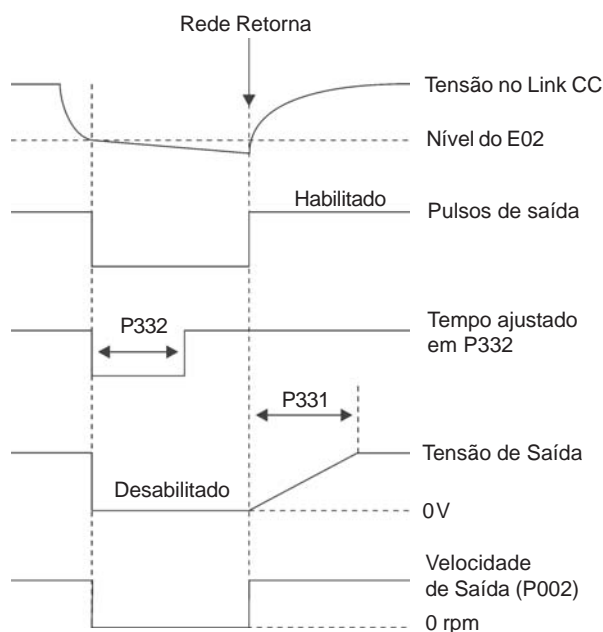 Rede Retorna
Tensão no Link CC
Nível do E02
Habilitado
Pulsos de saída
P332
Tempo ajustado
em P332
P331
Tensão de Saída
Desabilitado
0 V
Velocidade
de Saída (P002)
0 rpm